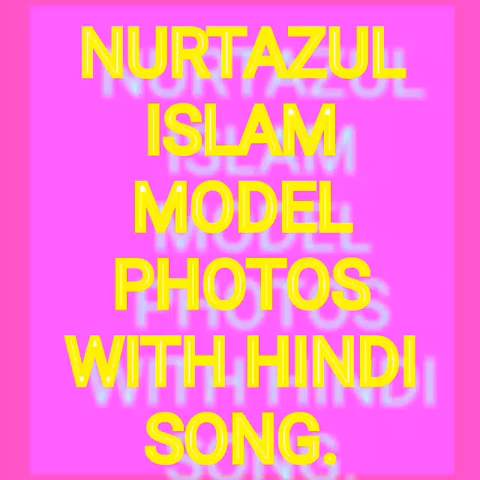 NURTAZUL
ISLAM
MODEL
PHOTOS
WITH HINDI
SONG.